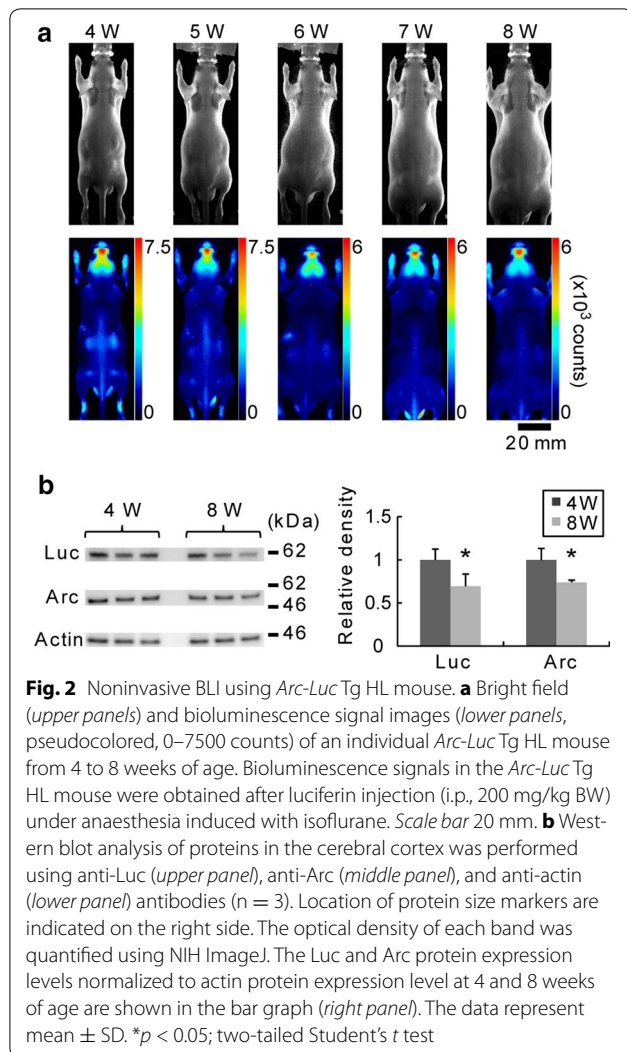 a
4 W 5 W 6 W 7 W 8 W
7.5 7.5 6 6 6
(x10³ counts)
0 0 0 0 0
20 mm
b
4 W 8 W (kDa)
Luc 62
Arc 62
46
Actin 46
4W
8W
Relative density
1.5
1
0.5
0
* *
Luc Arc
Fig. 2 Noninvasive BLI using Arc-Luc Tg HL mouse. a Bright field
(upper panels) and bioluminescence signal images (lower panels,
pseudocolored, 0–7500 counts) of an individual Arc-Luc Tg HL mouse
from 4 to 8 weeks of age. Bioluminescence signals in the Arc-Luc Tg
HL mouse were obtained after luciferin injection (i.p., 200 mg/kg BW)
under anaesthesia induced with isoflurane. Scale bar 20 mm. b West-
ern blot analysis of proteins in the cerebral cortex was performed
using anti-Luc (upper panel), anti-Arc (middle panel), and anti-actin
(lower panel) antibodies (n = 3). Location of protein size markers are
indicated on the right side. The optical density of each band was
quantified using NIH ImageJ. The Luc and Arc protein expression
levels normalized to actin protein expression level at 4 and 8 weeks
of age are shown in the bar graph (right panel). The data represent
mean ± SD. *p < 0.05; two-tailed Student's t test